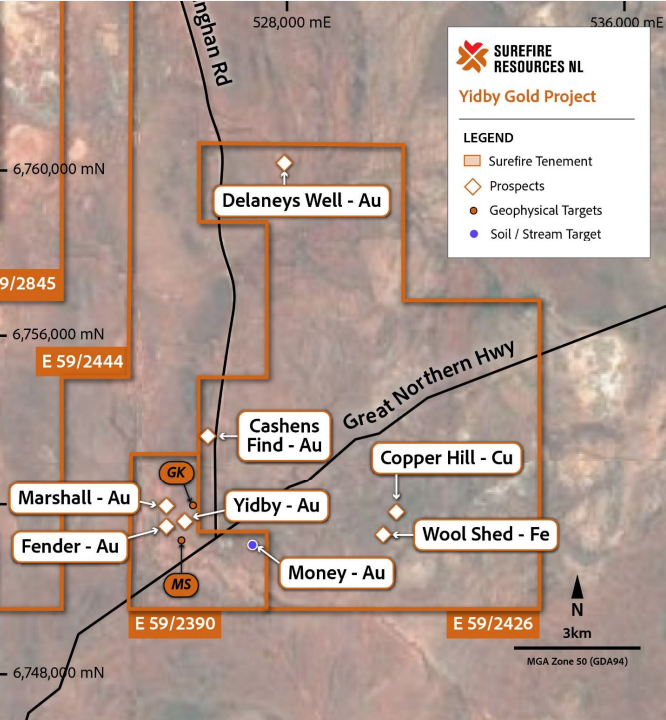 nghan Rd
528,000 mE
536,000 mE
SUREFIRE
RESOURCES NL
Yidby Gold Project
LEGEND
Surefire Tenement
Prospects
Geophysical Targets
Soil / Stream Target
6,760,000 mN
Delaneys Well - Au
9/2845
6,756,000 mN
E 59/2444
Great Northern Hwy
Cashens
Find - Au
Copper Hill - Cu
GK
Marshall - Au
Yidby - Au
Fender - Au
Wool Shed - Fe
Money - Au
MS
E 59/2390
E 59/2426
N
3km
MGA Zone 50 (GDA94)
6,748,000 mN